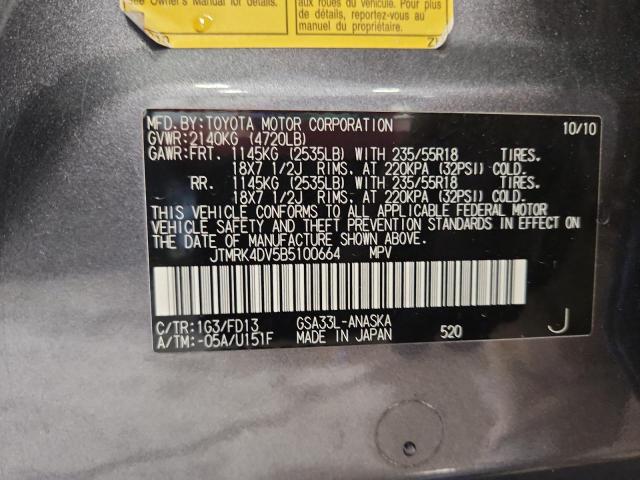 see Owner's Manual for details.
aux roues du véhicule. Pour plus
de précisions, reportez-vous au
manuel du propriétaire.
MFD.BY:TOYOTA MOTOR CORPORATION 10/10
GVWR:2140KG (4720LB)
GAWR:FRT. 1145KG (2535LB) WITH 235/55R18 TIRES.
18X7 1/2J RIMS. AT 220KPA (32PSI) COLD.
RR. 1145KG (2535LB) WITH 235/55R18 TIRES.
18X7 1/2J RIMS. AT 220KPA (32PSI) COLD.
THIS VEHICLE CONFORMS TO ALL APPLICABLE FEDERAL MOTOR
VEHICLE SAFETY AND THEFT PREVENTION STANDARDS IN EFFECT ON
THE DATE OF MANUFACTURE SHOWN ABOVE.
JTMRK4DV5B5100664 MPV
C/TR:1G3/FD13 GSA33L-ANASKA
A/TM:-05A/U151F MADE IN JAPAN 520 J